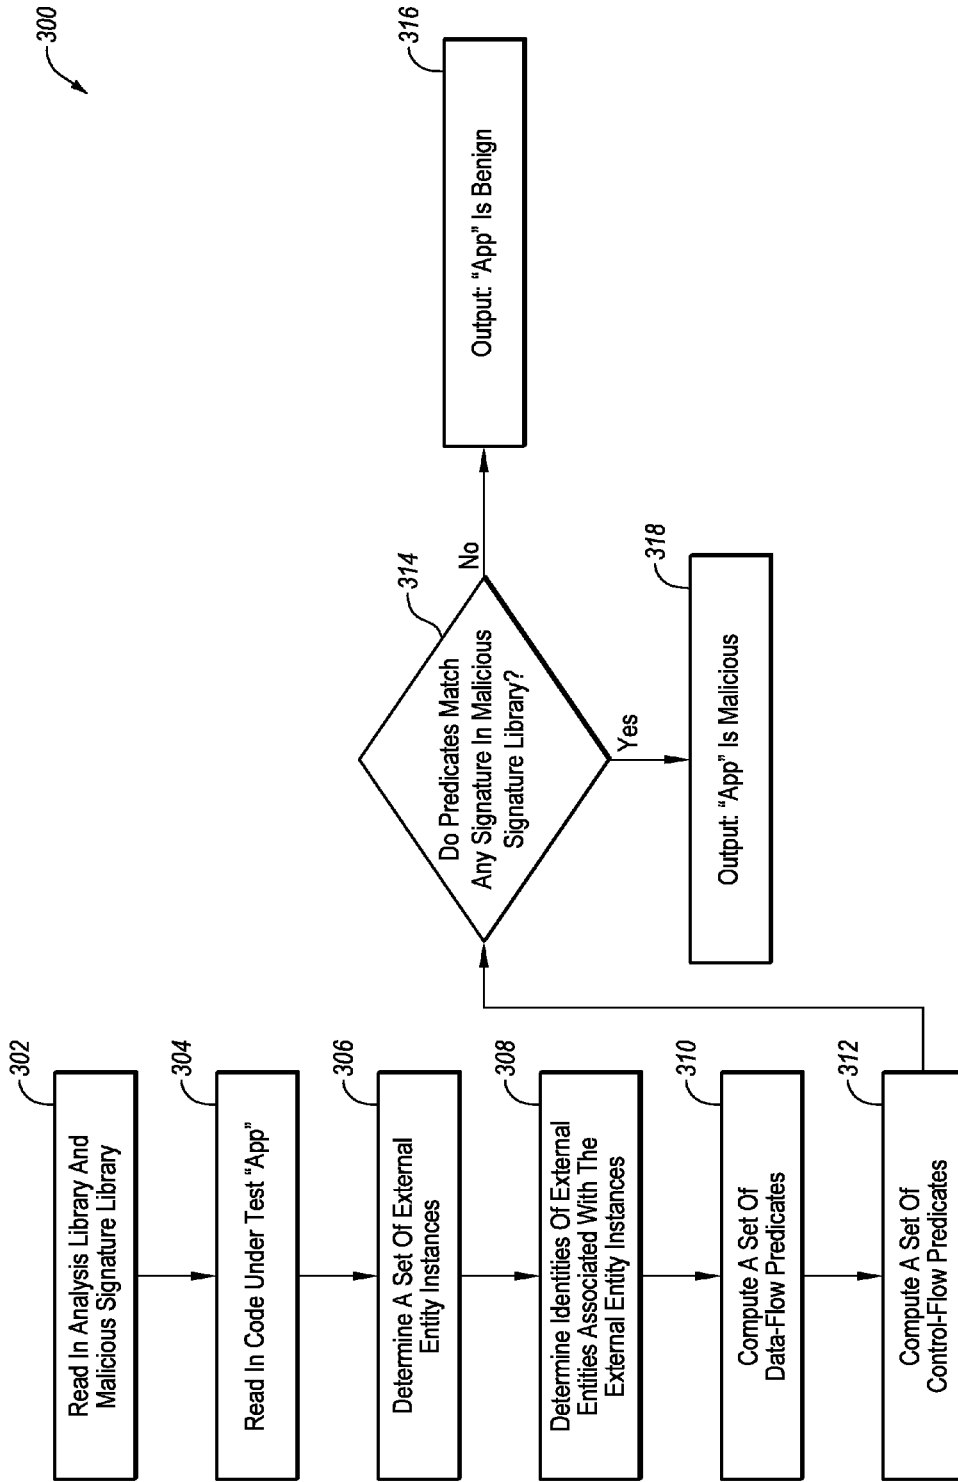 300
302
Read In Analysis Library And
Malicious Signature Library
304
Read In Code Under Test “App”
306
Determine A Set Of External
Entity Instances
308
Determine Identities Of External
Entities Associated With The
External Entity Instances
310
Compute A Set Of
Data-Flow Predicates
312
Compute A Set Of
Control-Flow Predicates
314
Do Predicates Match
Any Signature In Malicious
Signature Library?
No
Yes
316
Output: “App” Is Benign
318
Output: “App” Is Malicious